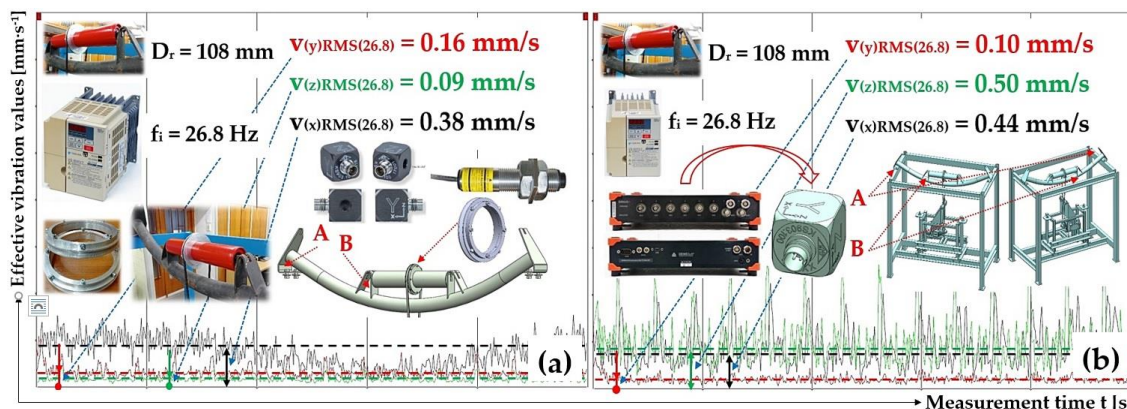 Effective vibration values [mm·s⁻¹]
Dr = 108 mm
fi = 26.8 Hz
v(y)RMS(26.8) = 0.16 mm/s
v(z)RMS(26.8) = 0.09 mm/s
v(x)RMS(26.8) = 0.38 mm/s
A
B
(a)
Dr = 108 mm
fi = 26.8 Hz
v(y)RMS(26.8) = 0.10 mm/s
v(z)RMS(26.8) = 0.50 mm/s
v(x)RMS(26.8) = 0.44 mm/s
A
B
(b)
Measurement time t [s